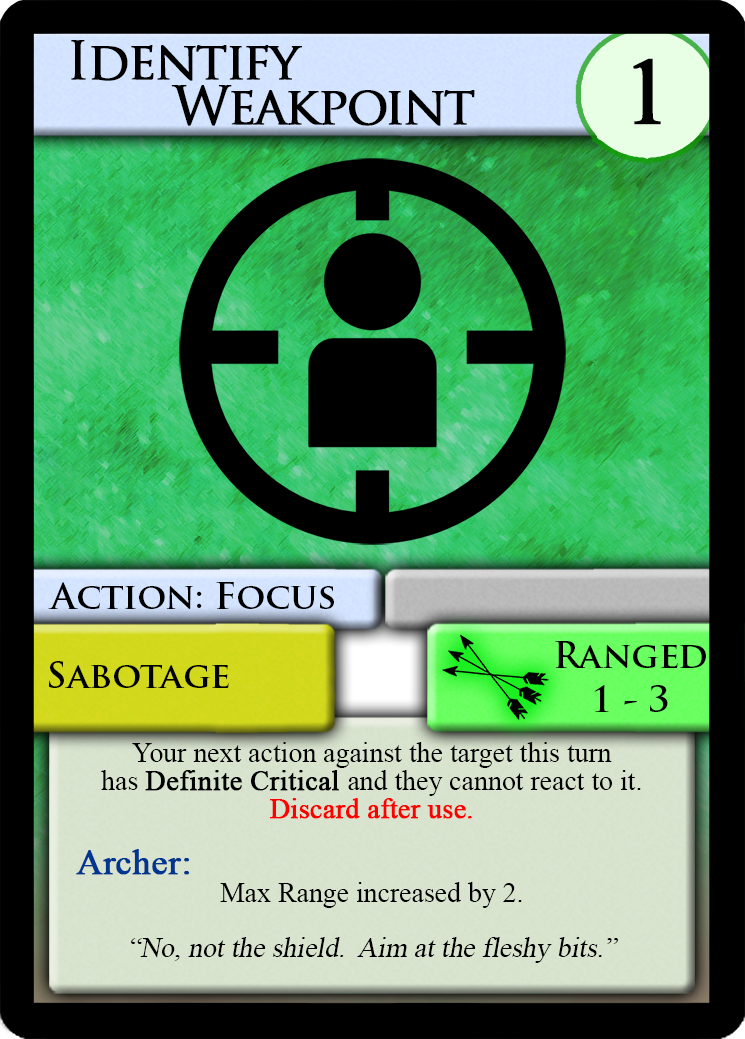 Identify
Weakpoint
1
Action: Focus
Sabotage
Ranged
1 - 3
Your next action against the target this turn
has Definite Critical and they cannot react to it.
Discard after use.
Archer:
Max Range increased by 2.
“No, not the shield.  Aim at the fleshy bits.”